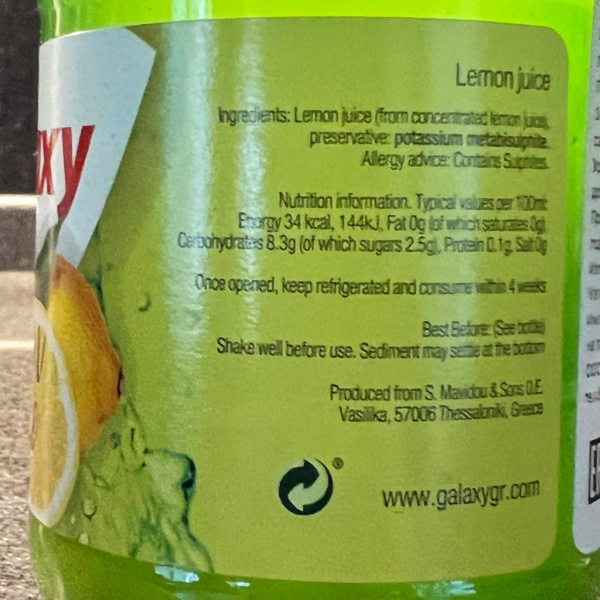 xy
Lemon juice
Ingredients: Lemon juice (from concentrated lemon juice),
preservative: potassium metabisulphite.
Allergy advice: Contains Sulphites.
Nutrition information. Typical values per 100ml:
Energy 34 kcal, 144kJ, Fat 0g (of which saturates 0g),
Carbohydrates 8.3g (of which sugars 2.5g), Protein 0.1g, Salt 0g
Once opened, keep refrigerated and consume within 4 weeks
Best Before: (See bottle)
Shake well before use. Sediment may settle at the bottom
Produced from S. Mavidou & Sons O.E.
Vasilika, 57006 Thessaloniki, Greece
www.galaxygr.com